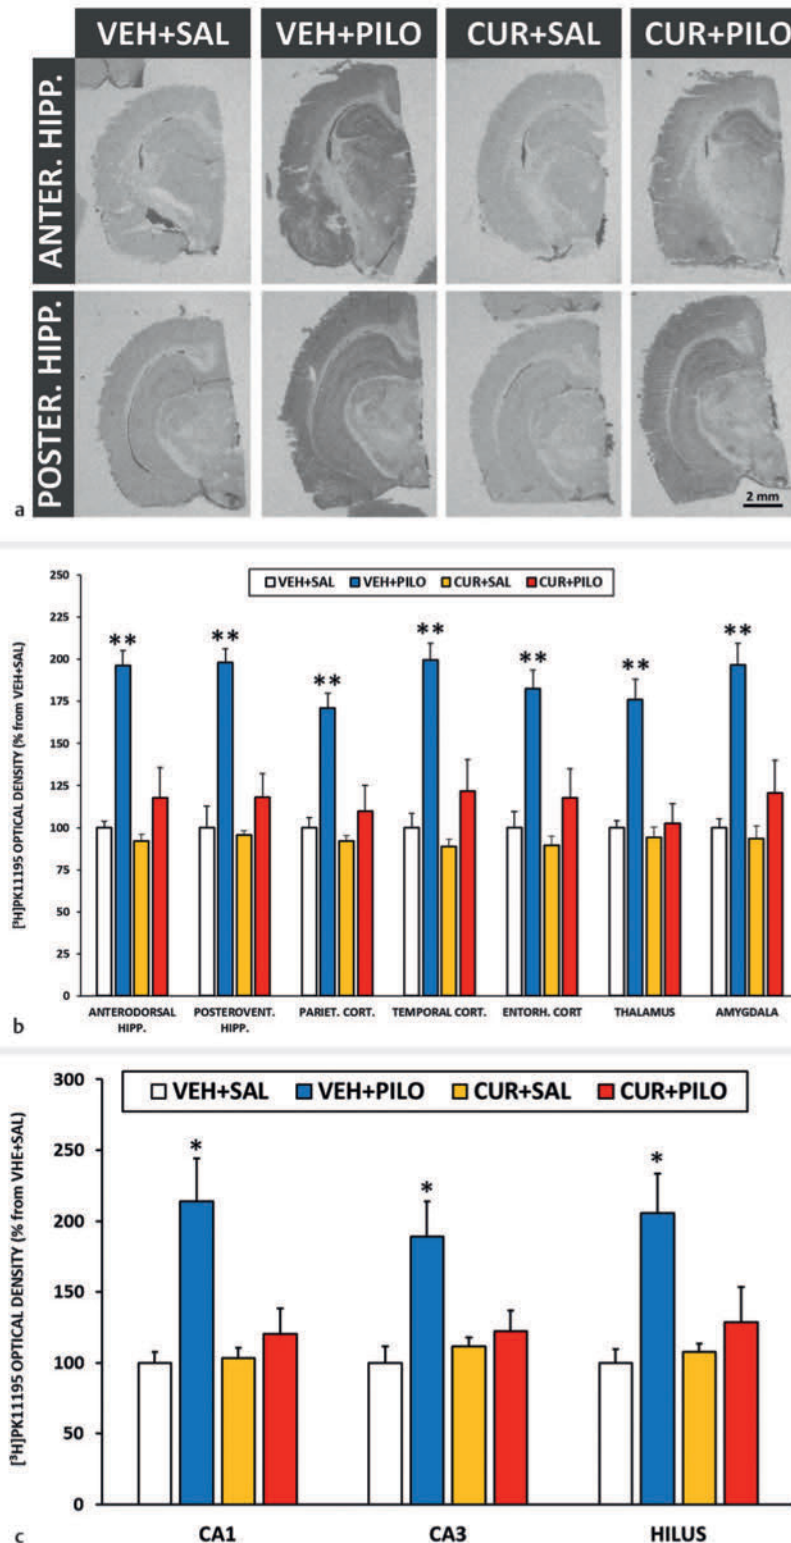 VEH+SAL VEH+PILO CUR+SAL CUR+PILO
ANTER. HIPP.
POSTER. HIPP.
2 mm
a
[³H]PK11195 OPTICAL DENSITY (% from VEH+SAL)
250
225
200
175
150
125
100
75
50
25
0
VEH+SAL VEH+PILO CUR+SAL CUR+PILO
** ** ** ** ** ** **
ANTERODORSAL HIPP.
POSTEROVENT. HIPP.
PARIET. CORT.
TEMPORAL CORT.
ENTORH. CORT
THALAMUS
AMYGDALA
b
[³H]PK11195 OPTICAL DENSITY (% from VHE+SAL)
300
250
200
150
100
50
0
VEH+SAL VEH+PILO CUR+SAL CUR+PILO
* * *
CA1 CA3 HILUS
c